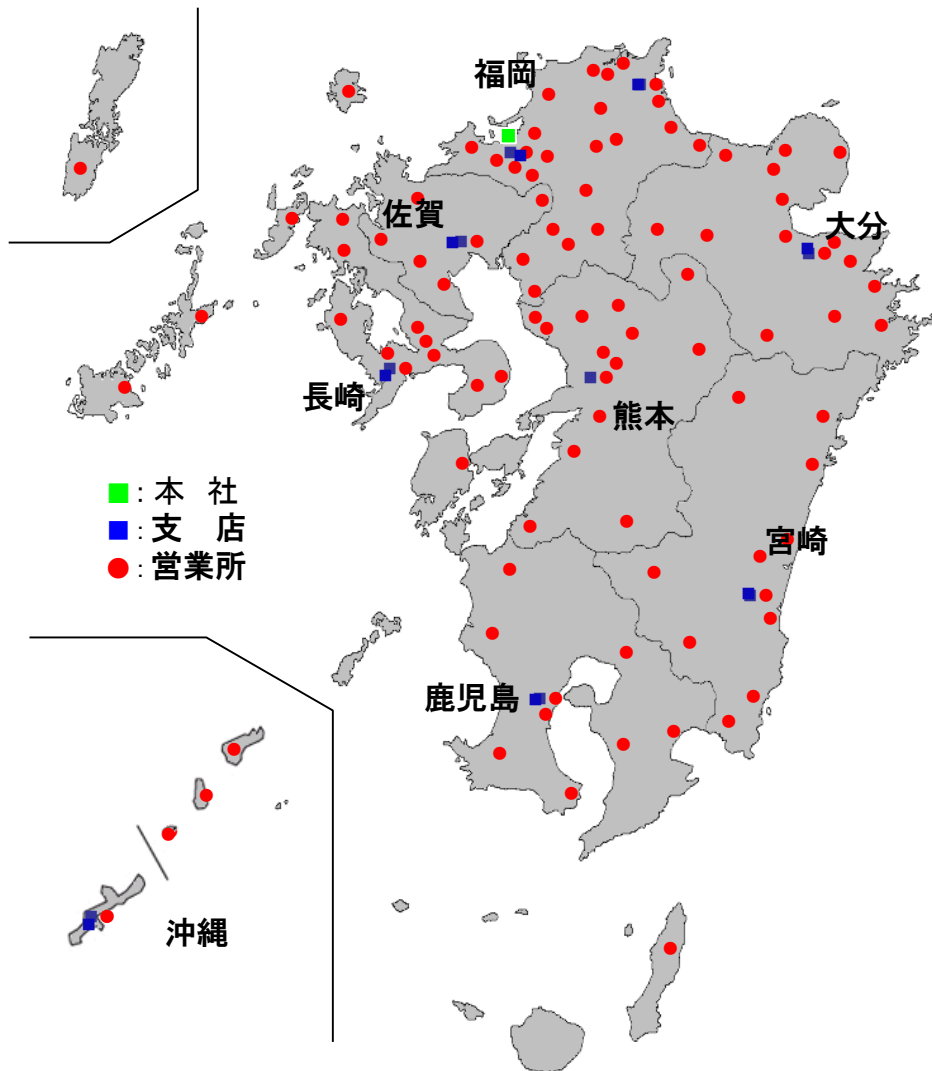 福岡
佐賀
大分
長崎
熊本
: 本 社
: 支 店
: 営業所
宮崎
鹿児島
沖縄